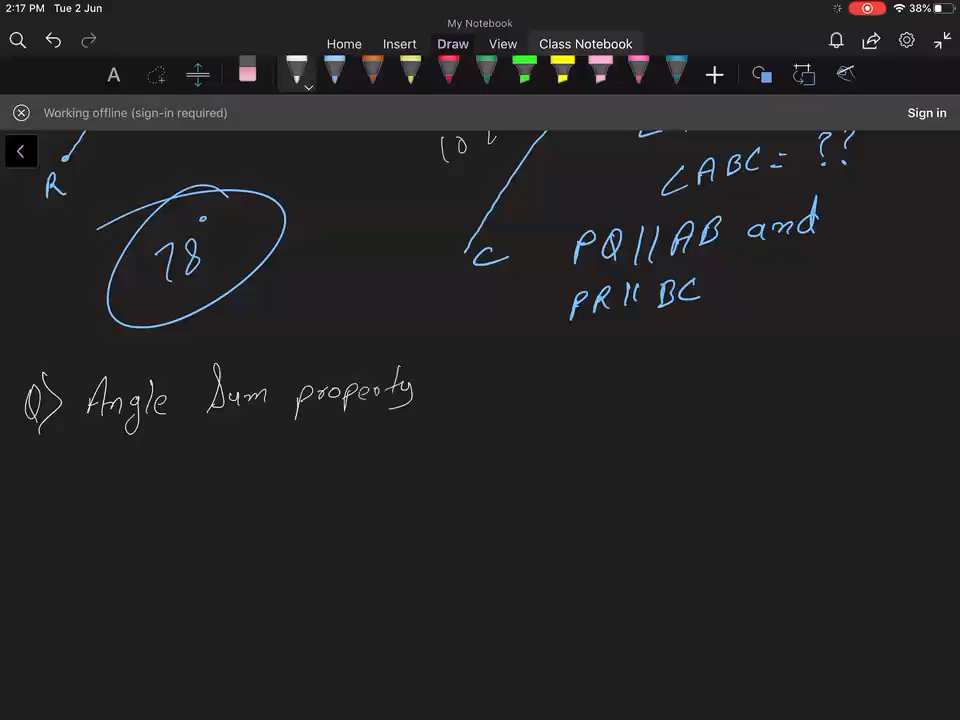 2:17 PM Tue 2 Jun
38%
My Notebook
Home Insert Draw View Class Notebook
A
Working offline (sign-in required)
Sign in
R
10
∠ABC = ??
C
PQ || AB and
PR || BC
78°
Q> Angle Sum property